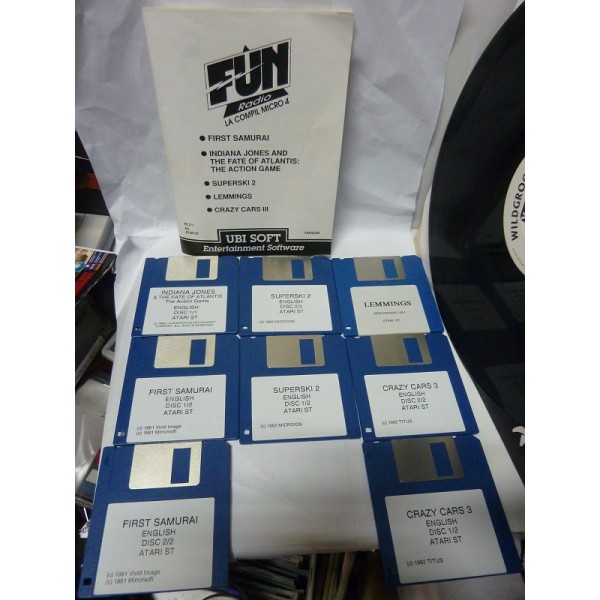 FUN
Radio
LA COMPIL MICRO 4
● FIRST SAMURAI
● INDIANA JONES AND
THE FATE OF ATLANTIS:
THE ACTION GAME
● SUPERSKI 2
● LEMMINGS
● CRAZY CARS III
UBI SOFT
Entertainment Software
WILDGROO
INDIANA JONES
& THE FATE OF ATLANTIS
The Action Game
ENGLISH
DISC 1/1
ATARI ST
SUPERSKI 2
ENGLISH
DISC 2/2
ATARI ST
(c) 1992 MICROIDS
LEMMINGS
ATARI ST
FIRST SAMURAI
ENGLISH
DISC 1/2
ATARI ST
(c) 1991 Vivid Image
(c) 1991 Mirrorsoft
SUPERSKI 2
ENGLISH
DISC 1/2
ATARI ST
(c) 1992 MICROIDS
CRAZY CARS 3
ENGLISH
DISC 2/2
ATARI ST
(c) 1992 TITUS
FIRST SAMURAI
ENGLISH
DISC 2/2
ATARI ST
(c) 1991 Vivid Image
(c) 1991 Mirrorsoft
CRAZY CARS 3
ENGLISH
DISC 1/2
ATARI ST
(c) 1992 TITUS